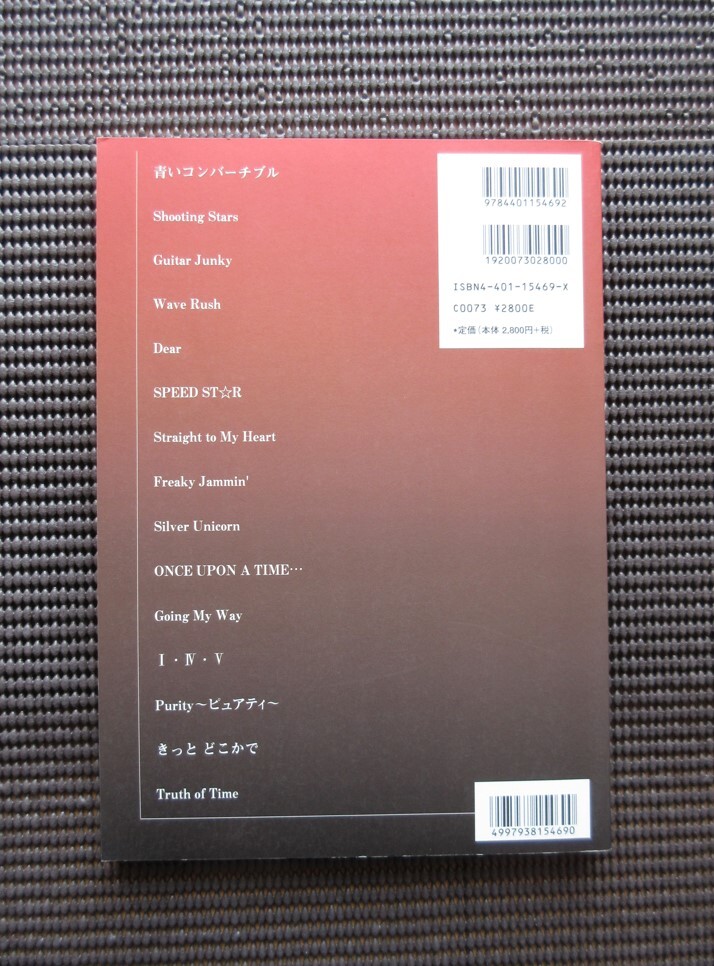 青いコンバーチブル
Shooting Stars
Guitar Junky
Wave Rush
Dear
SPEED ST☆R
Straight to My Heart
Freaky Jammin'
Silver Unicorn
ONCE UPON A TIME…
Going My Way
Ⅰ・Ⅳ・Ⅴ
Purity～ピュアティ～
きっと どこかで
Truth of Time
9784401154692
1920073028000
ISBN4-401-15469-X
C0073 ¥2800E
•定価(本体 2,800円+税)
4997938154690